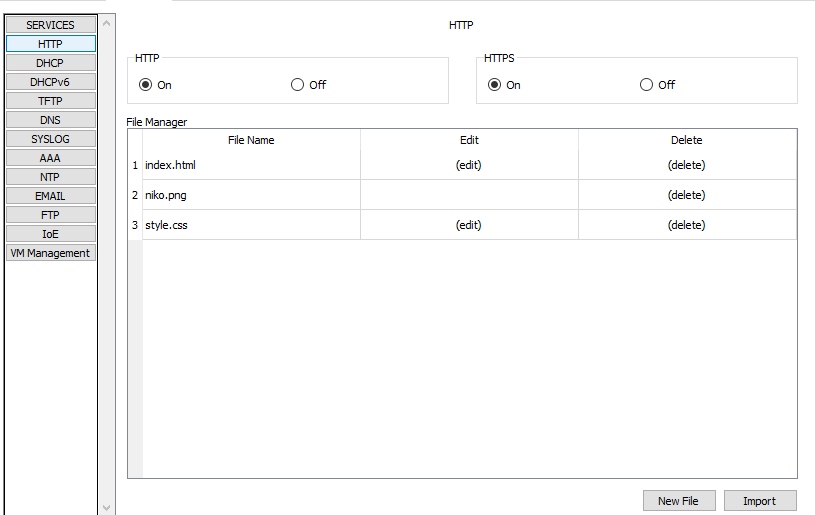 SERVICES
HTTP
DHCP
DHCPv6
TFTP
DNS
SYSLOG
AAA
NTP
EMAIL
FTP
IoE
VM Management
HTTP
HTTP
On Off
HTTPS
On Off
File Manager
File Name Edit Delete
1 index.html (edit) (delete)
2 niko.png (delete)
3 style.css (edit) (delete)
New File Import